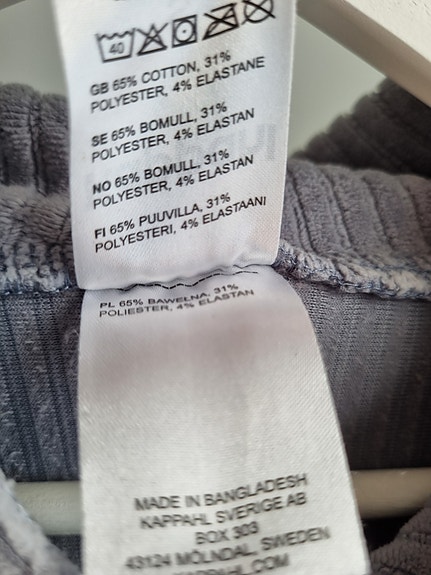 40
GB 65% COTTON, 31%
POLYESTER, 4% ELASTANE
SE 65% BOMULL, 31%
POLYESTER, 4% ELASTAN
NO 65% BOMULL, 31%
POLYESTER, 4% ELASTAN
FI 65% PUUVILLA, 31%
POLYESTERI, 4% ELASTAANI
PL 65% BAWEŁNA, 31%
POLIESTER, 4% ELASTAN
MADE IN BANGLADESH
KAPPAHL SVERIGE AB
BOX 303
43124 MÖLNDAL, SWEDEN